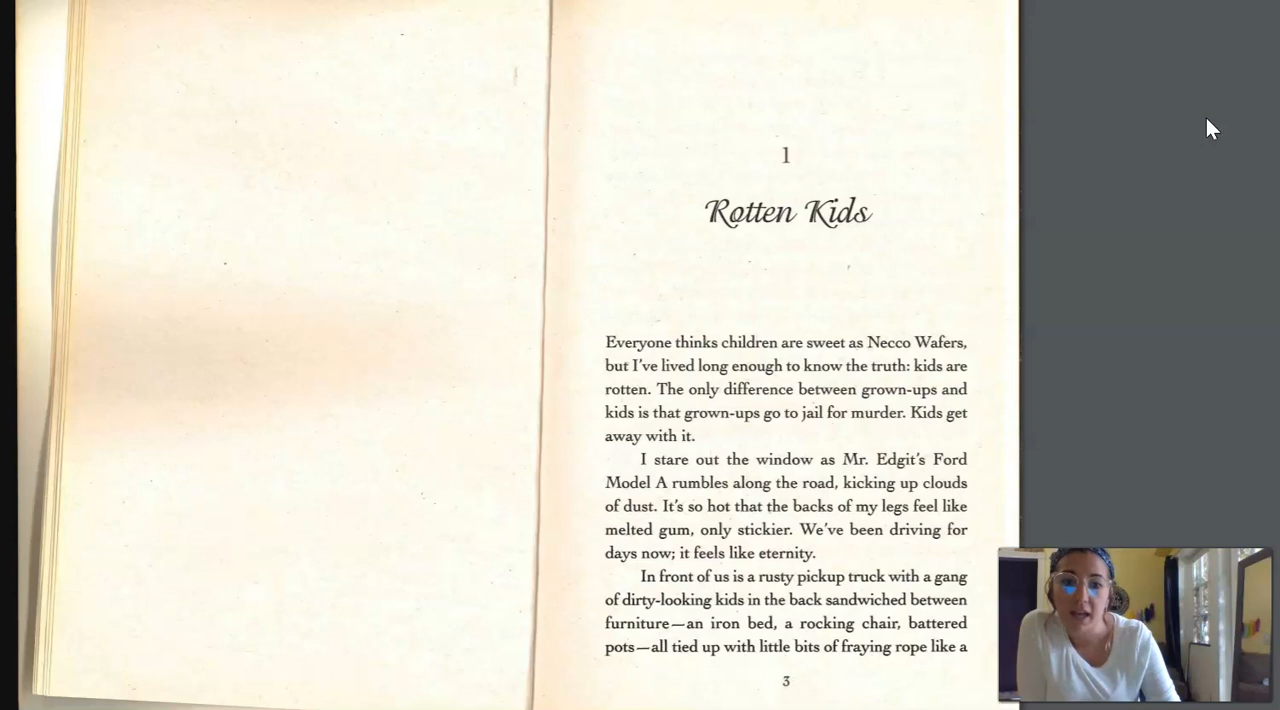 1
Rotten Kids
Everyone thinks children are sweet as Necco Wafers,
but I've lived long enough to know the truth: kids are
rotten. The only difference between grown-ups and
kids is that grown-ups go to jail for murder. Kids get
away with it.
I stare out the window as Mr. Edgit's Ford
Model A rumbles along the road, kicking up clouds
of dust. It's so hot that the backs of my legs feel like
melted gum, only stickier. We've been driving for
days now; it feels like eternity.
In front of us is a rusty pickup truck with a gang
of dirty-looking kids in the back sandwiched between
furniture—an iron bed, a rocking chair, battered
pots—all tied up with little bits of fraying rope like a
3